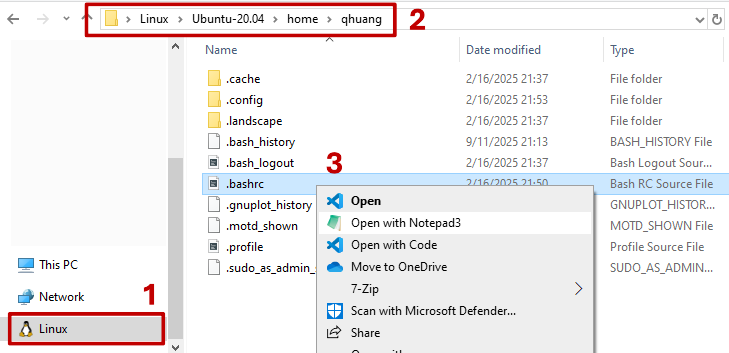 Linux > Ubuntu-20.04 > home > qhuang 2
Name Date modified Type
.cache 2/16/2025 21:37 File folder
.config 2/16/2025 21:53 File folder
.landscape 2/16/2025 21:37 File folder
.bash_history 9/11/2025 21:13 BASH_HISTORY File
.bash_logout 2/16/2025 21:37 Bash Logout Sour...
3
.bashrc 2/16/2025 21:50 Bash RC Source File
.gnuplot_history GNUPLOT_HISTOR...
.motd_shown MOTD_SHOWN File
.profile Profile Source File
.sudo_as_admin_ SUDO_AS_ADMIN...
Open
Open with Notepad3
Open with Code
Move to OneDrive
7-Zip
Scan with Microsoft Defender...
Share
This PC
Network
1
Linux